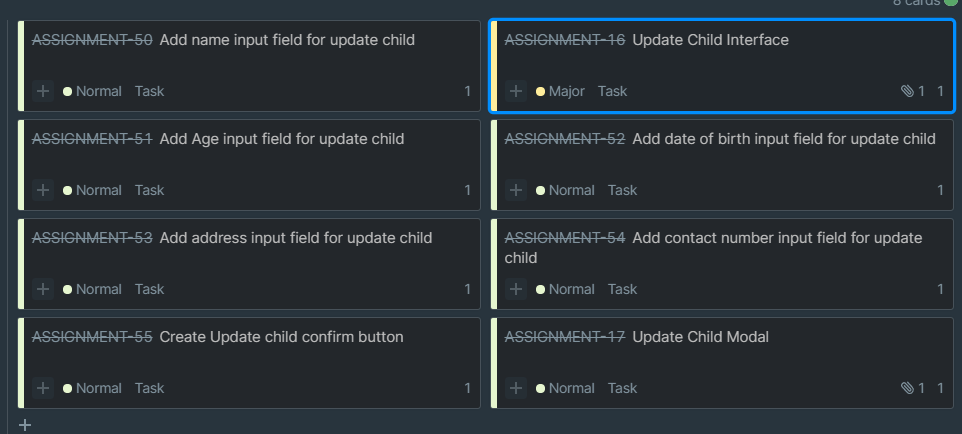 8 cards
ASSIGNMENT-50 Add name input field for update child
Normal Task 1
ASSIGNMENT-16 Update Child Interface
Major Task 1 1
ASSIGNMENT-51 Add Age input field for update child
Normal Task 1
ASSIGNMENT-52 Add date of birth input field for update child
Normal Task 1
ASSIGNMENT-53 Add address input field for update child
Normal Task 1
ASSIGNMENT-54 Add contact number input field for update
child
Normal Task 1
ASSIGNMENT-55 Create Update child confirm button
Normal Task 1
ASSIGNMENT-17 Update Child Modal
Normal Task 1 1